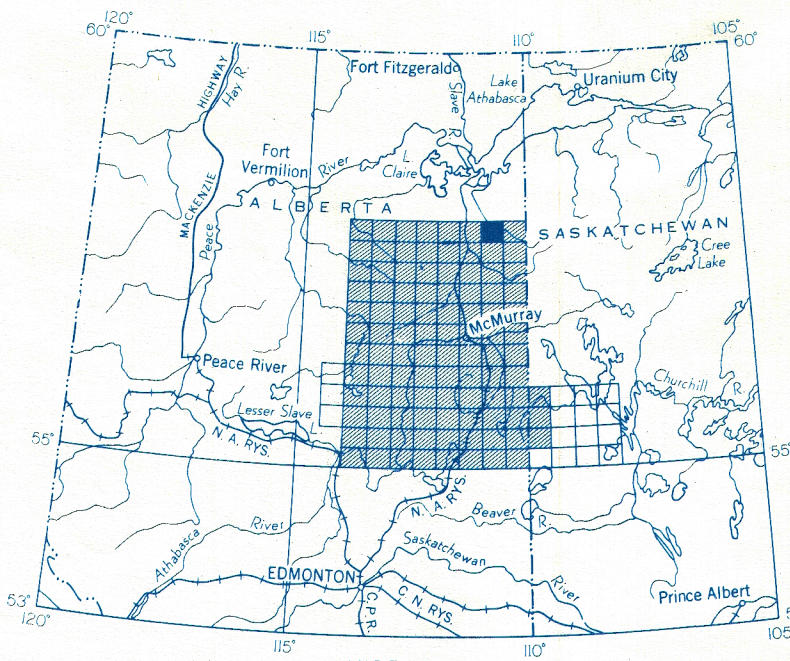 120°
60°
115°
110°
105°
60°
Fort Fitzgerald
Lake
Athabasca
Uranium City
HIGHWAY
Hay R.
Slave R.
Fort
Vermilion
River
L.
Claire
MACKENZIE
ALBERTA
Peace
SASKATCHEWAN
Cree
Lake
McMurray
Peace River
Churchill
R.
Lesser Slave
L.
N. A. RYS.
55°
55°
N. A. RYS.
Beaver
R.
River
Athabasca
Saskatchewan
River
EDMONTON
C. N. RYS.
C. P. R.
Prince Albert
53°
120°
115°
110°